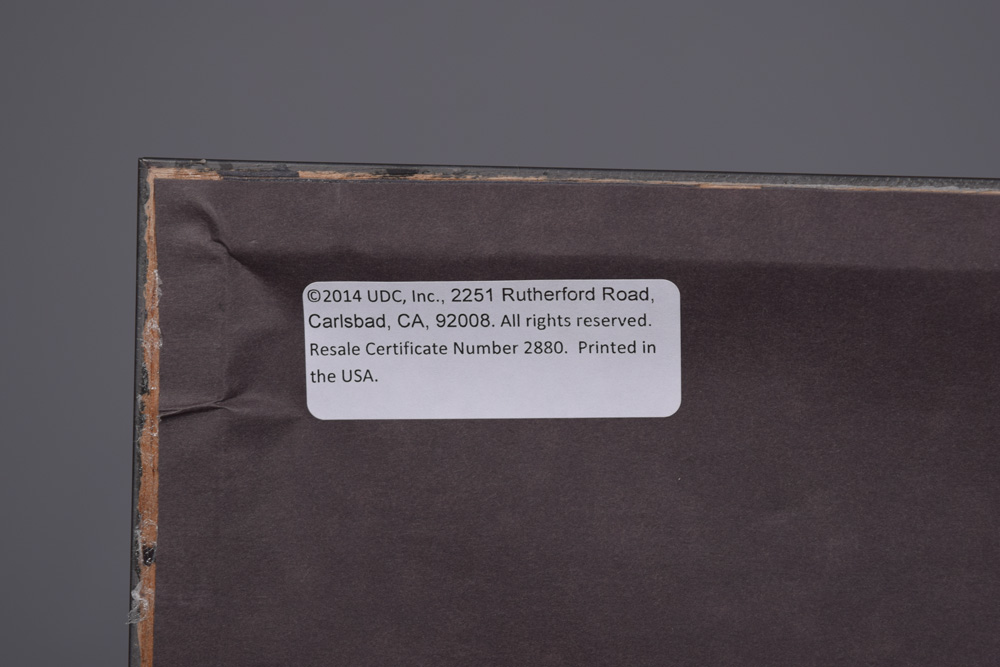 ©2014 UDC, Inc., 2251 Rutherford Road,
Carlsbad, CA, 92008. All rights reserved.
Resale Certificate Number 2880.  Printed in
the USA.